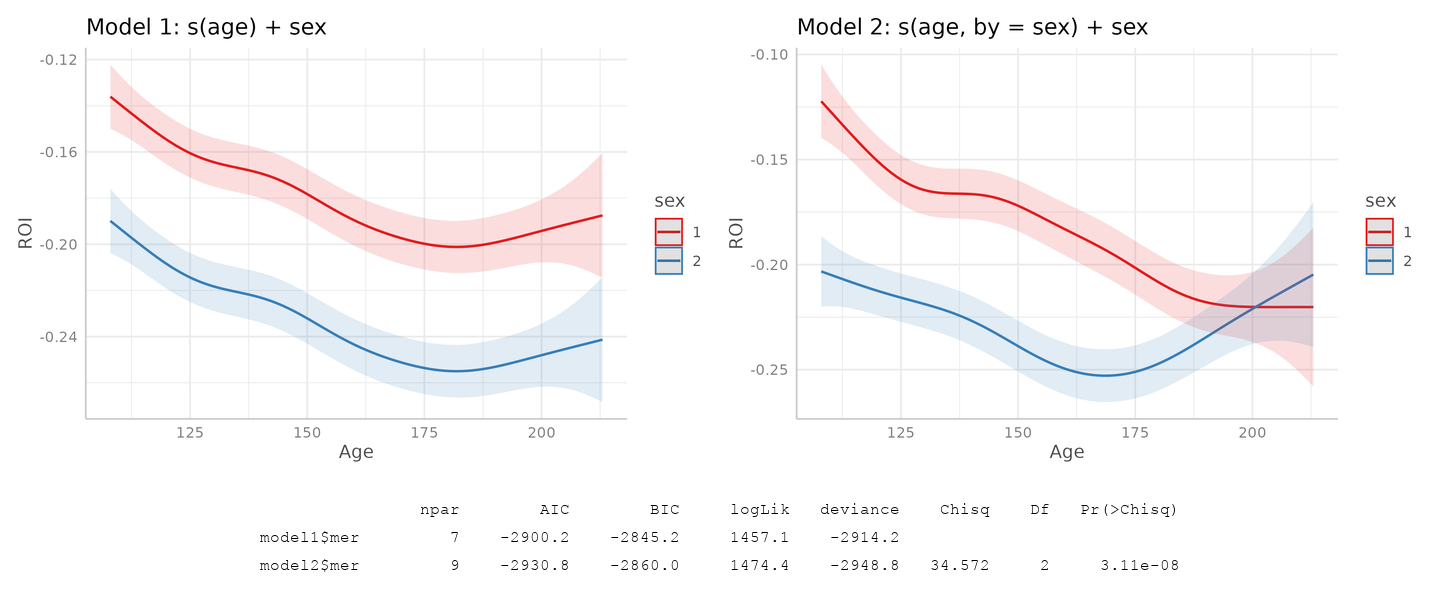 Model 1: s(age) + sex
-0.12
-0.16
-0.20
-0.24
ROI
125 150 175 200
Age
sex
1
2
Model 2: s(age, by = sex) + sex
-0.10
-0.15
-0.20
-0.25
ROI
125 150 175 200
Age
sex
1
2
npar AIC BIC logLik deviance Chisq Df Pr(>Chisq)
model1$mer 7 -2900.2 -2845.2 1457.1 -2914.2
model2$mer 9 -2930.8 -2860.0 1474.4 -2948.8 34.572 2 3.11e-08